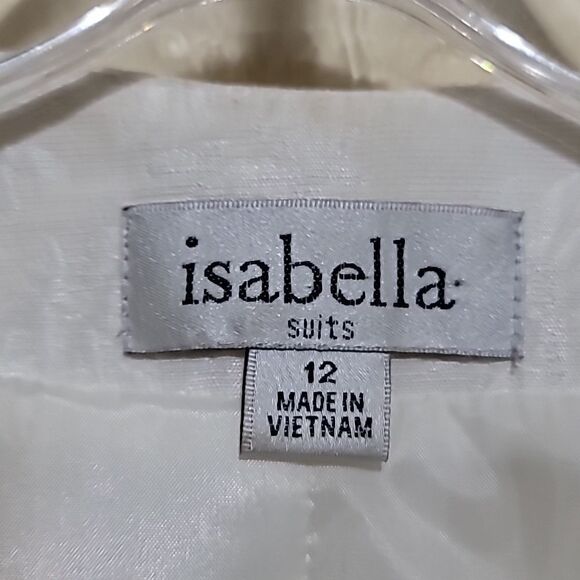 isabella
suits
12
MADE IN
VIETNAM